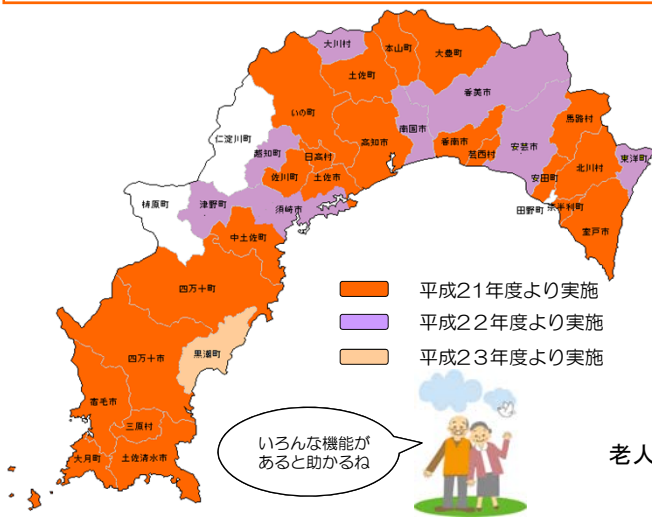 大川村
本山町
大豊町
土佐町
香美市
いの町
馬路村
仁淀川町
高知市
南国市
香南市
安芸市
越知町
日高村
芸西村
北川村
東洋町
佐川町
土佐市
安田町
梼原町
津野町
須崎市
田野町
奈半利町
中土佐町
室戸市
四万十町
平成21年度より実施
平成22年度より実施
四万十市
黒潮町
平成23年度より実施
宿毛市
三原村
いろんな機能が
あると助かるね
老人
大月町
土佐清水市